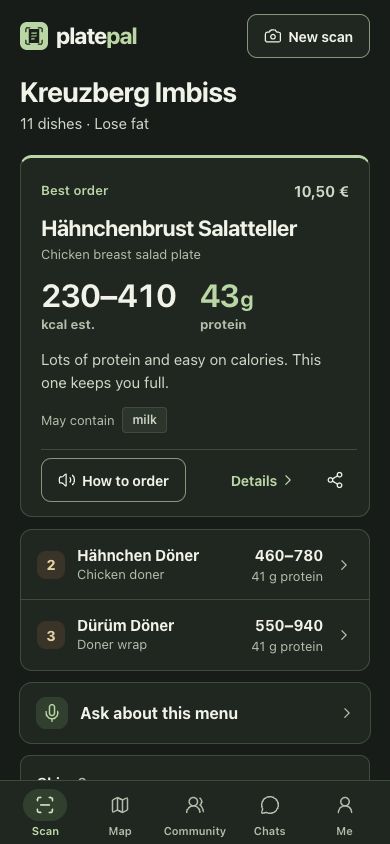 platepal
New scan
Kreuzberg Imbiss
11 dishes · Lose fat
Best order
10,50 €
Hähnchenbrust Salatteller
Chicken breast salad plate
230–410
43g
kcal est.
protein
Lots of protein and easy on calories. This
one keeps you full.
May contain milk
How to order
Details
2
Hähnchen Döner
460–780
Chicken doner
41 g protein
3
Dürüm Döner
550–940
Doner wrap
41 g protein
Ask about this menu
Scan
Map
Community
Chats
Me